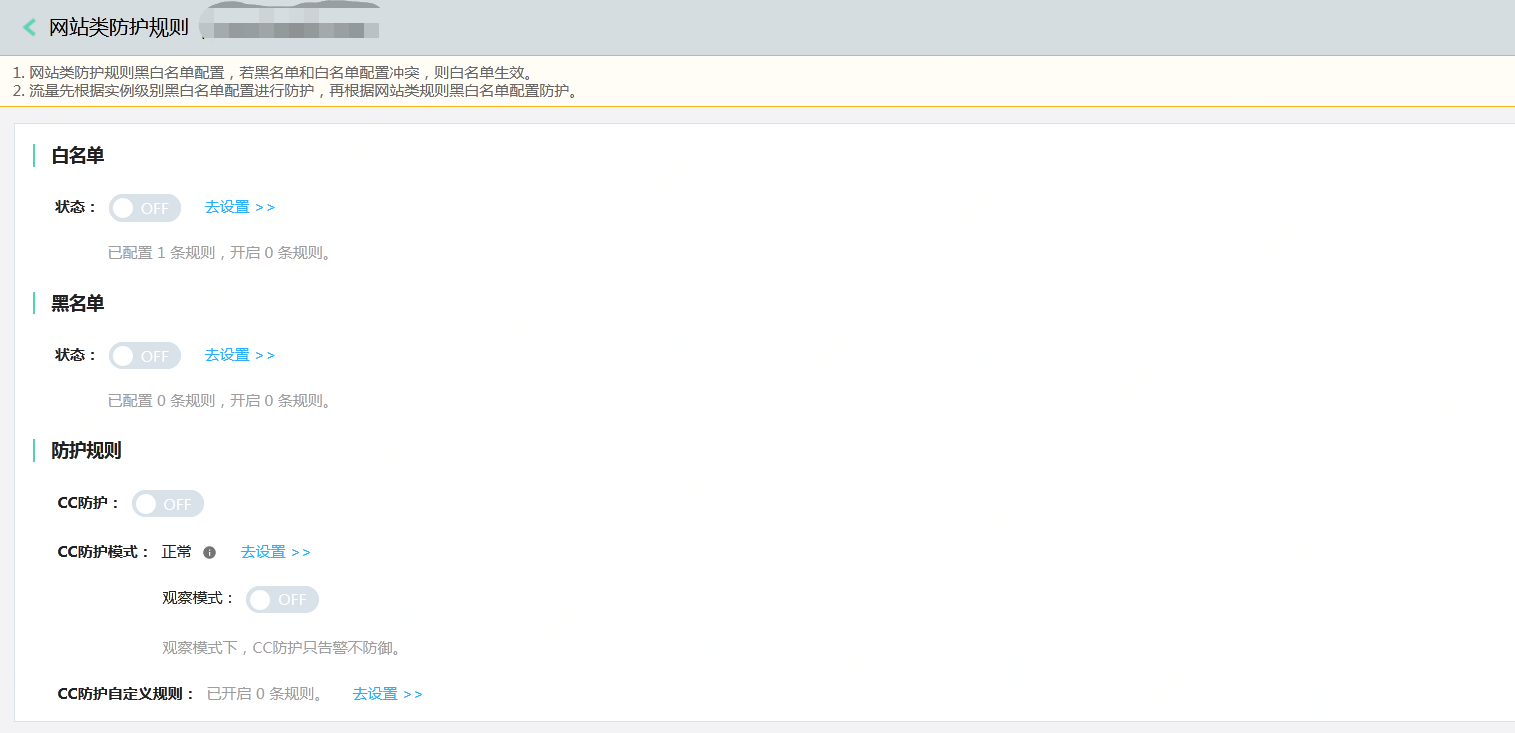 网站类防护规则
1. 网站类防护规则黑白名单配置，若黑名单和白名单配置冲突，则白名单生效。
2. 流量先根据实例级别黑白名单配置进行防护，再根据网站类规则黑白名单配置防护。
白名单
状态： OFF 去设置 >>
已配置 1 条规则，开启 0 条规则。
黑名单
状态： OFF 去设置 >>
已配置 0 条规则，开启 0 条规则。
防护规则
CC防护： OFF
CC防护模式： 正常 去设置 >>
观察模式： OFF
观察模式下，CC防护只告警不防御。
CC防护自定义规则： 已开启 0 条规则。 去设置 >>